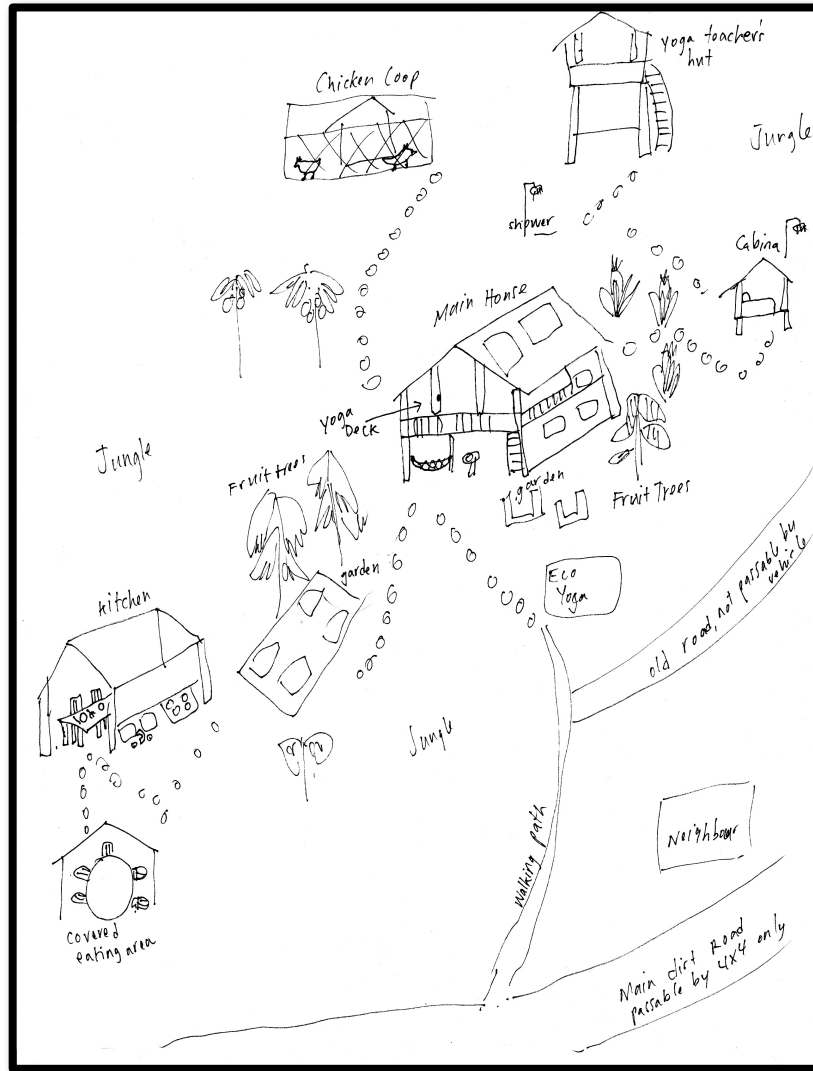 Yoga teacher's
hut
Chicken Coop
Jungle
shower
Cabina
Main House
Yoga
Deck
Jungle
Fruit trees
garden
Fruit Trees
garden
Eco
Yoga
old road, not passable by
vehicle
Kitchen
Jungle
Walking path
Neighbour
covered
eating area
Main dirt Road
passable by 4x4 only